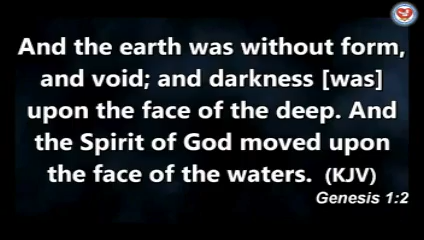 And the earth was without form,
and void; and darkness [was]
upon the face of the deep. And
the Spirit of God moved upon
the face of the waters. (KJV)
Genesis 1:2